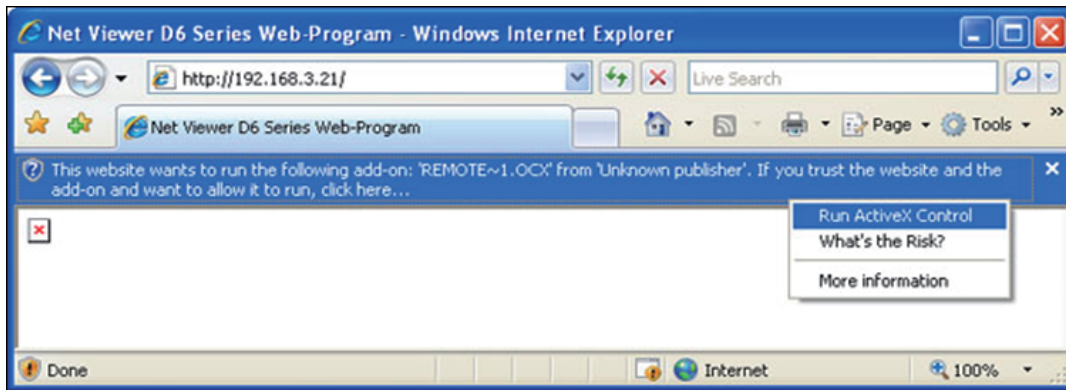 Net Viewer D6 Series Web-Program - Windows Internet Explorer
http://192.168.3.21/
Live Search
Net Viewer D6 Series Web-Program
Page
Tools
»
This website wants to run the following add-on: 'REMOTE~1.OCX' from 'Unknown publisher'. If you trust the website and the
add-on and want to allow it to run, click here...
Run ActiveX Control
What's the Risk?
More information
Done
Internet
100%